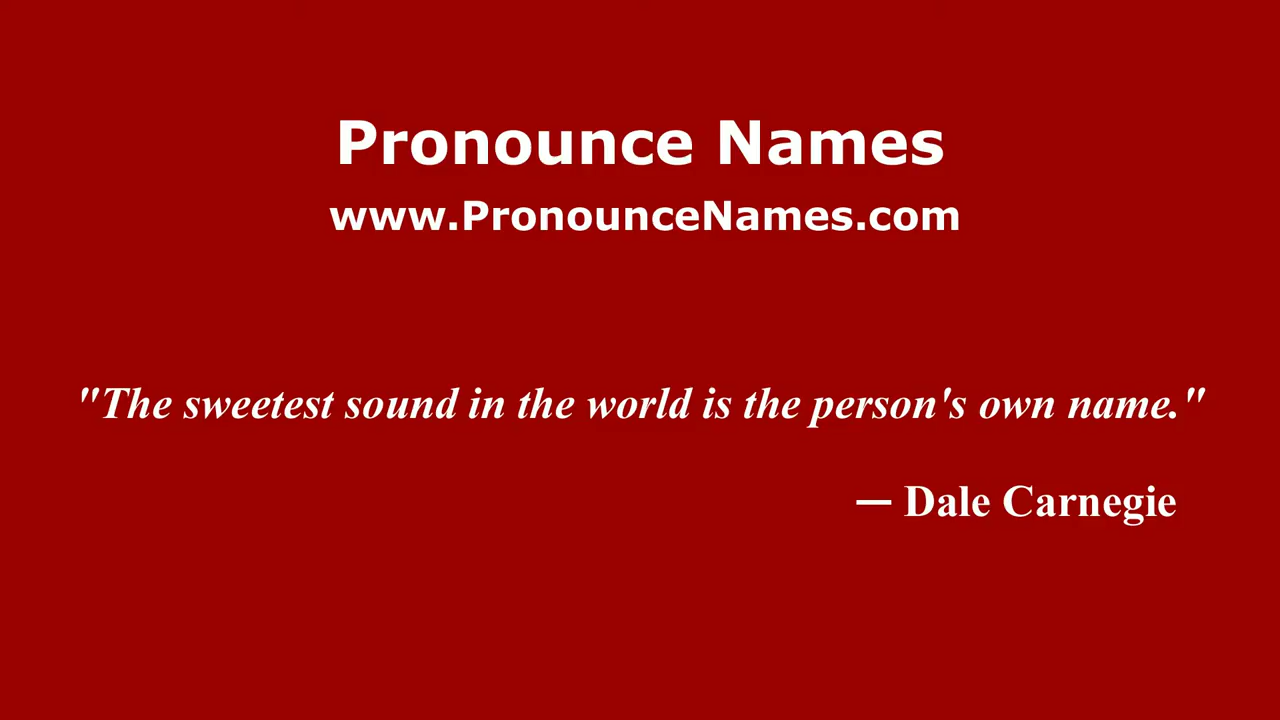 Pronounce Names
www.PronounceNames.com
"The sweetest sound in the world is the person's own name."
— Dale Carnegie